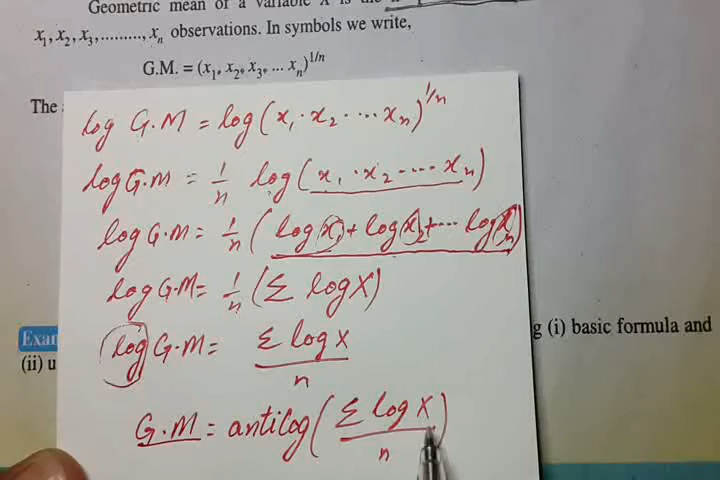 Geometric mean of a variable X is the
x₁, x₂, x₃, ........., xₙ observations. In symbols we write,
G.M. = (x₁, x₂, x₃, ... xₙ)^1/n
The
log G.M = log(x₁ · x₂ · ... xₙ)^1/n
log G.M = 1/n log(x₁ · x₂ ---- xₙ)
log G.M = 1/n (log x₁ + log x₂ + --- log xₙ)
log G.M = 1/n (Σ log X)
log G.M = Σ log x / n
G.M = antilog(Σ log X / n)
Exam
g (i) basic formula and
(ii) u